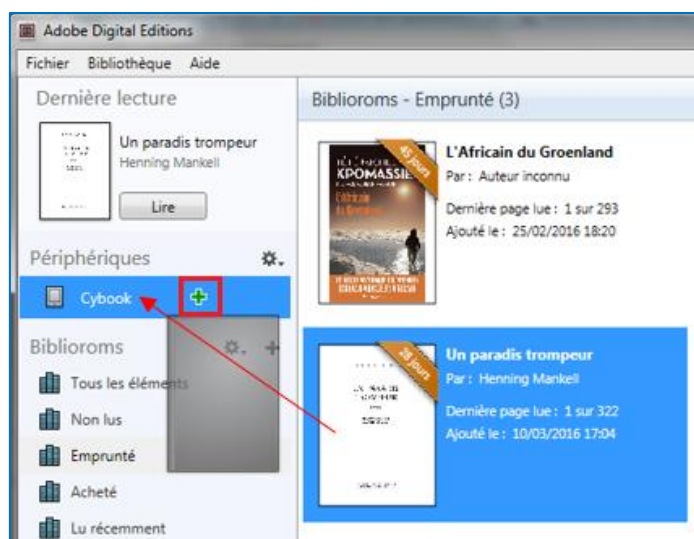 Adobe Digital Editions
Fichier Bibliothèque Aide
Dernière lecture
Un paradis trompeur
Henning Mankell
Lire
Périphériques
Cybook
Biblioroms
Tous les éléments
Non lus
Emprunté
Acheté
Lu récemment
Biblioroms - Emprunté (3)
45 jours
KPOMASSIE
L'Africain du Groenland
Par : Auteur inconnu
Dernière page lue : 1 sur 293
Ajouté le : 25/02/2016 18:20
28 jours
Un paradis trompeur
Par : Henning Mankell
Dernière page lue : 1 sur 322
Ajouté le : 10/03/2016 17:04